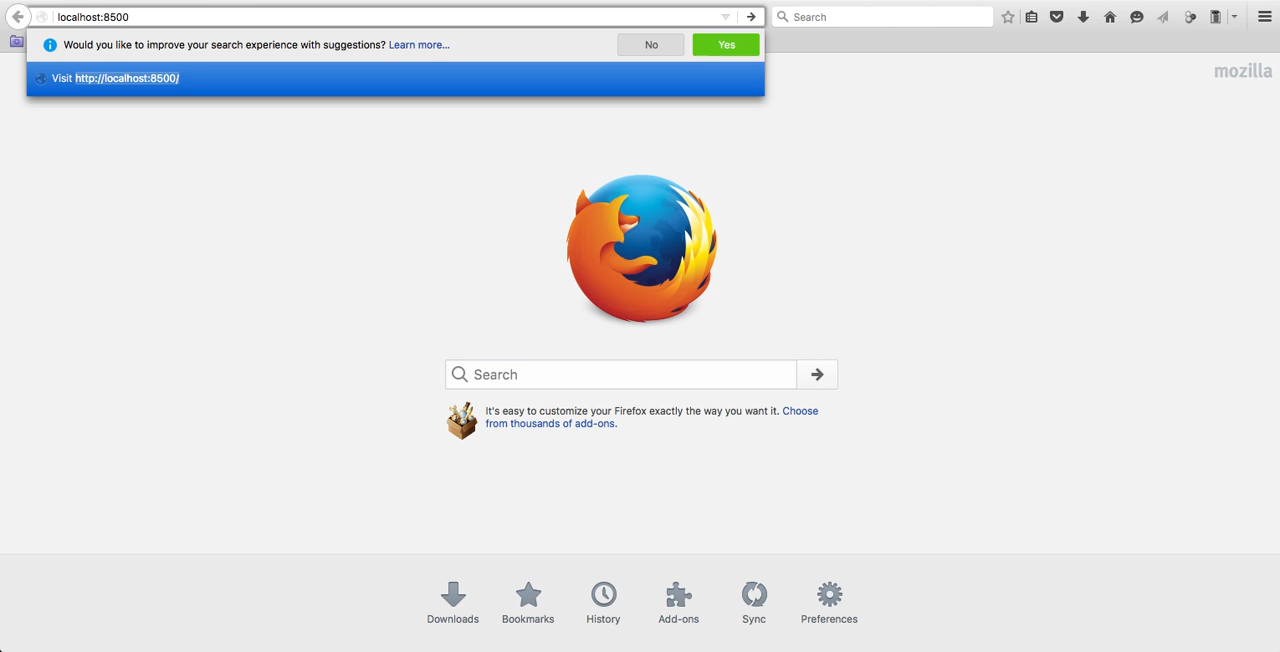 localhost:8500
Search
Would you like to improve your search experience with suggestions? Learn more...
No
Yes
Visit http://localhost:8500/
mozilla
Search
It's easy to customize your Firefox exactly the way you want it. Choose
from thousands of add-ons.
Downloads
Bookmarks
History
Add-ons
Sync
Preferences